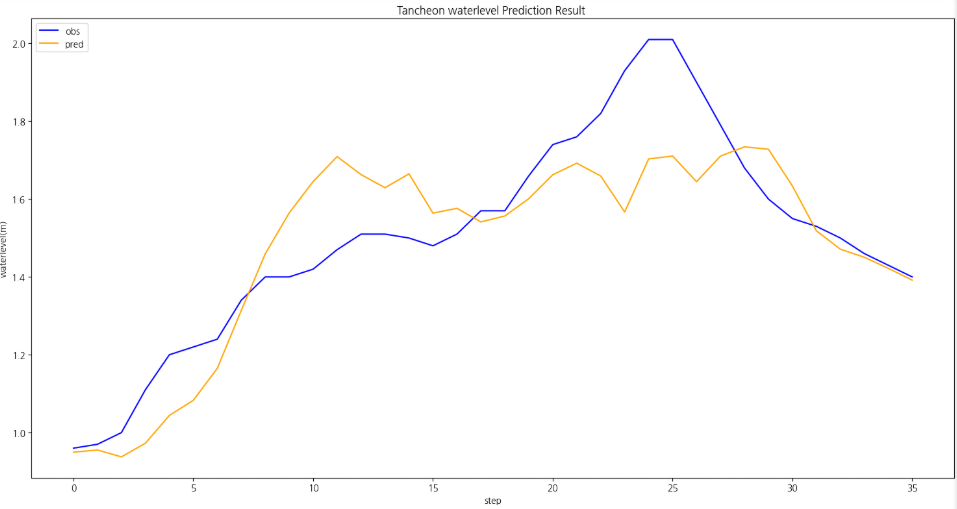 Tancheon waterlevel Prediction Result
obs
pred
waterlevel(m)
2.0
1.8
1.6
1.4
1.2
1.0
0 5 10 15 20 25 30 35
step